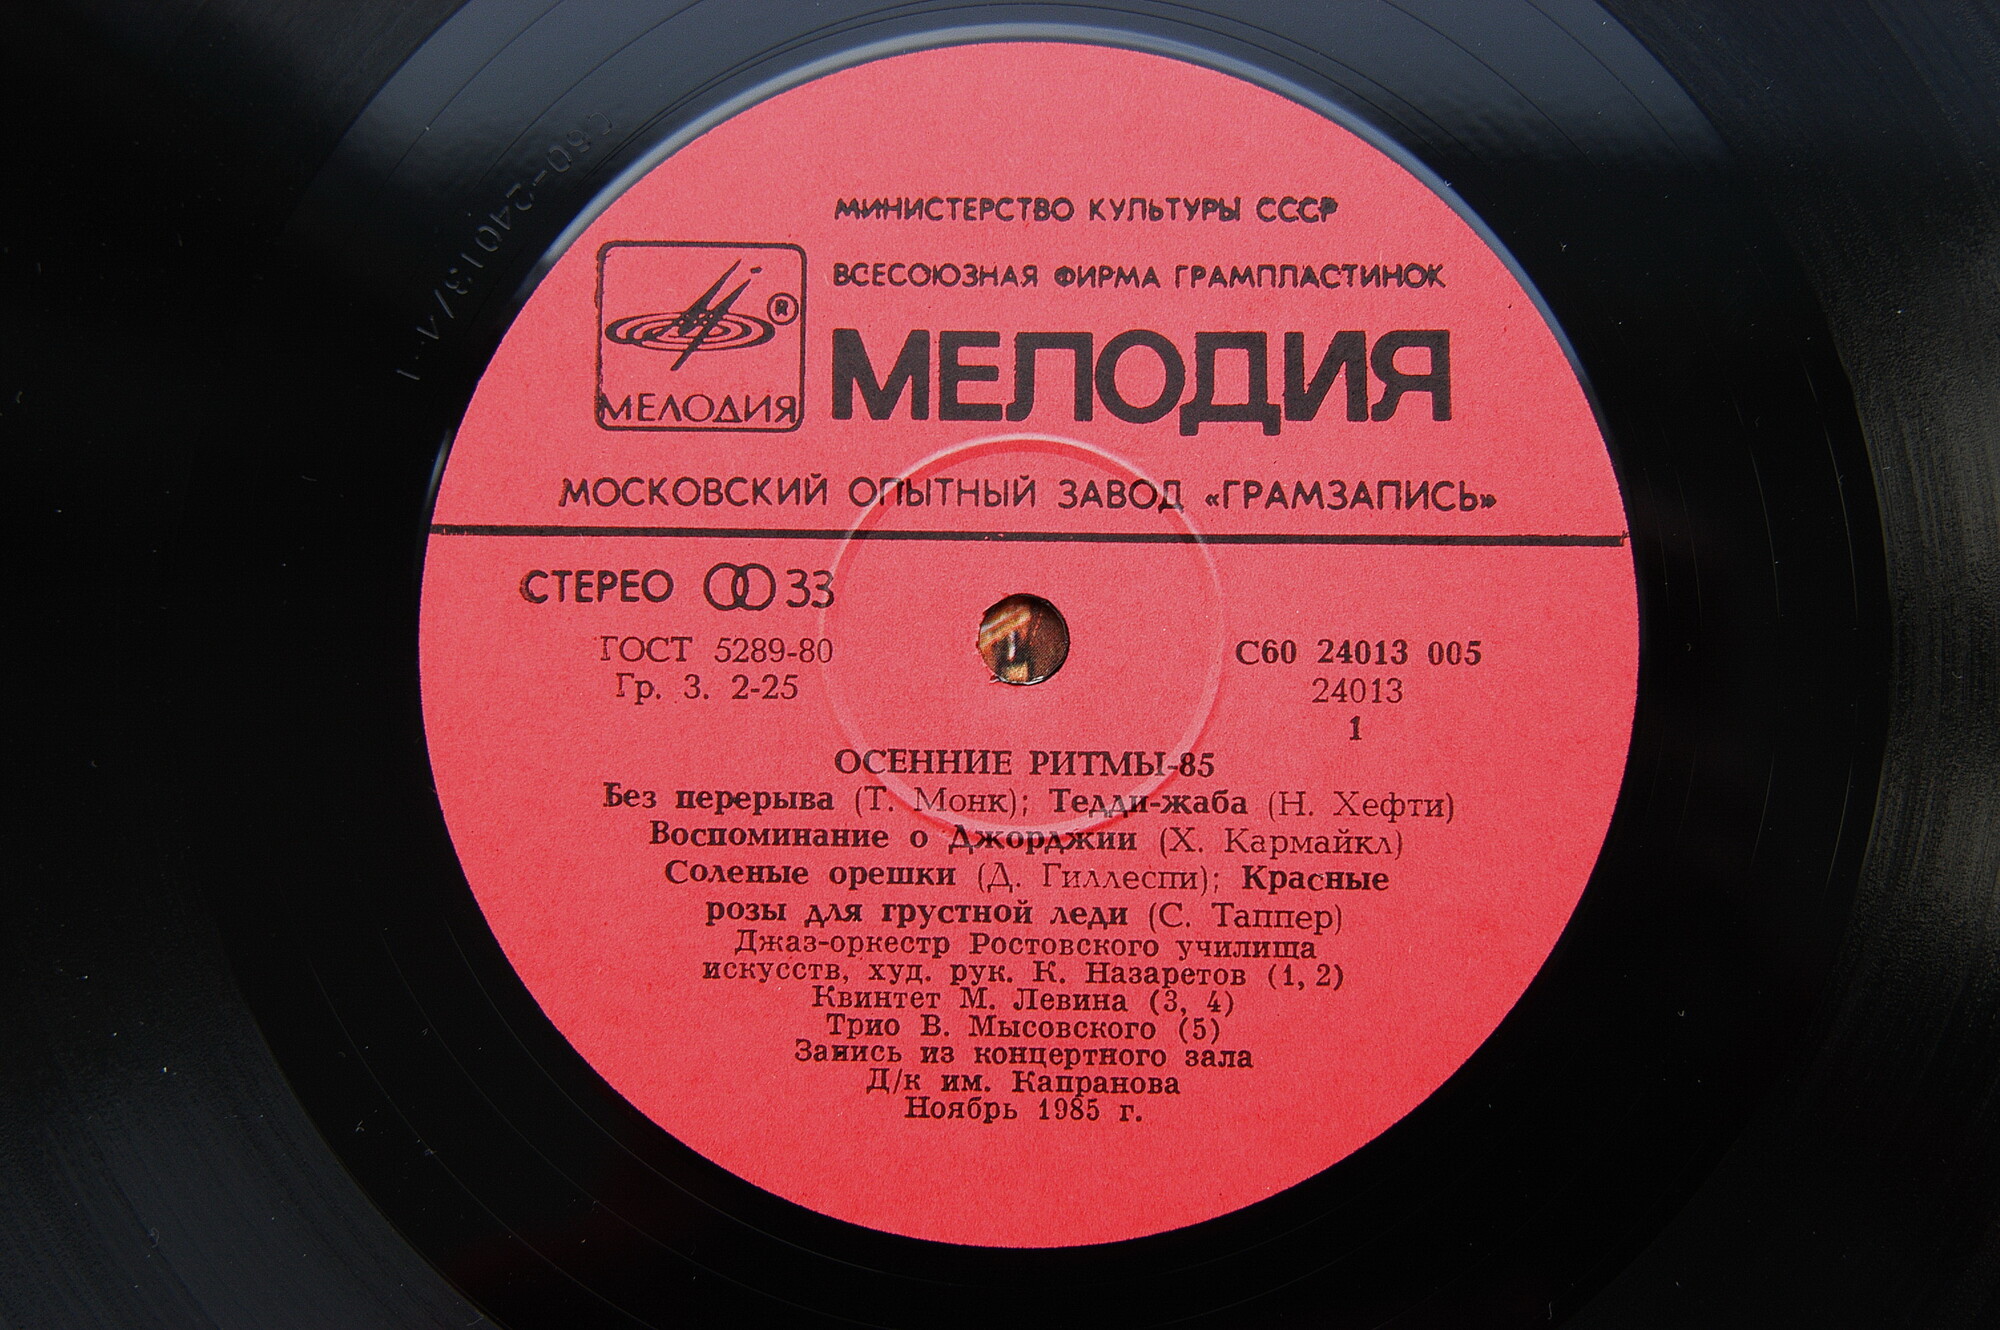 МИНИСТЕРСТВО КУЛЬТУРЫ СССР
ВСЕСОЮЗНАЯ ФИРМА ГРАМПЛАСТИНОК
®
МЕЛОДИЯ
МЕЛОДИЯ
МОСКОВСКИЙ ОПЫТНЫЙ ЗАВОД «ГРАМЗАПИСЬ»
СТЕРЕО 33
ГОСТ 5289-80
Гр. 3. 2-25
С60 24013 005
24013
1
ОСЕННИЕ РИТМЫ-85
Без перерыва (Т. Монк); Тедди-жаба (Н. Хефти)
Воспоминание о Джорджии (Х. Кармайкл)
Соленые орешки (Д. Гиллеспи); Красные
розы для грустной леди (С. Таппер)
Джаз-оркестр Ростовского училища
искусств, худ. рук. К. Назаретов (1, 2)
Квинтет М. Левина (3, 4)
Трио В. Мысовского (5)
Запись из концертного зала
Д/к им. Капранова
Ноябрь 1985 г.
С60-24013/А